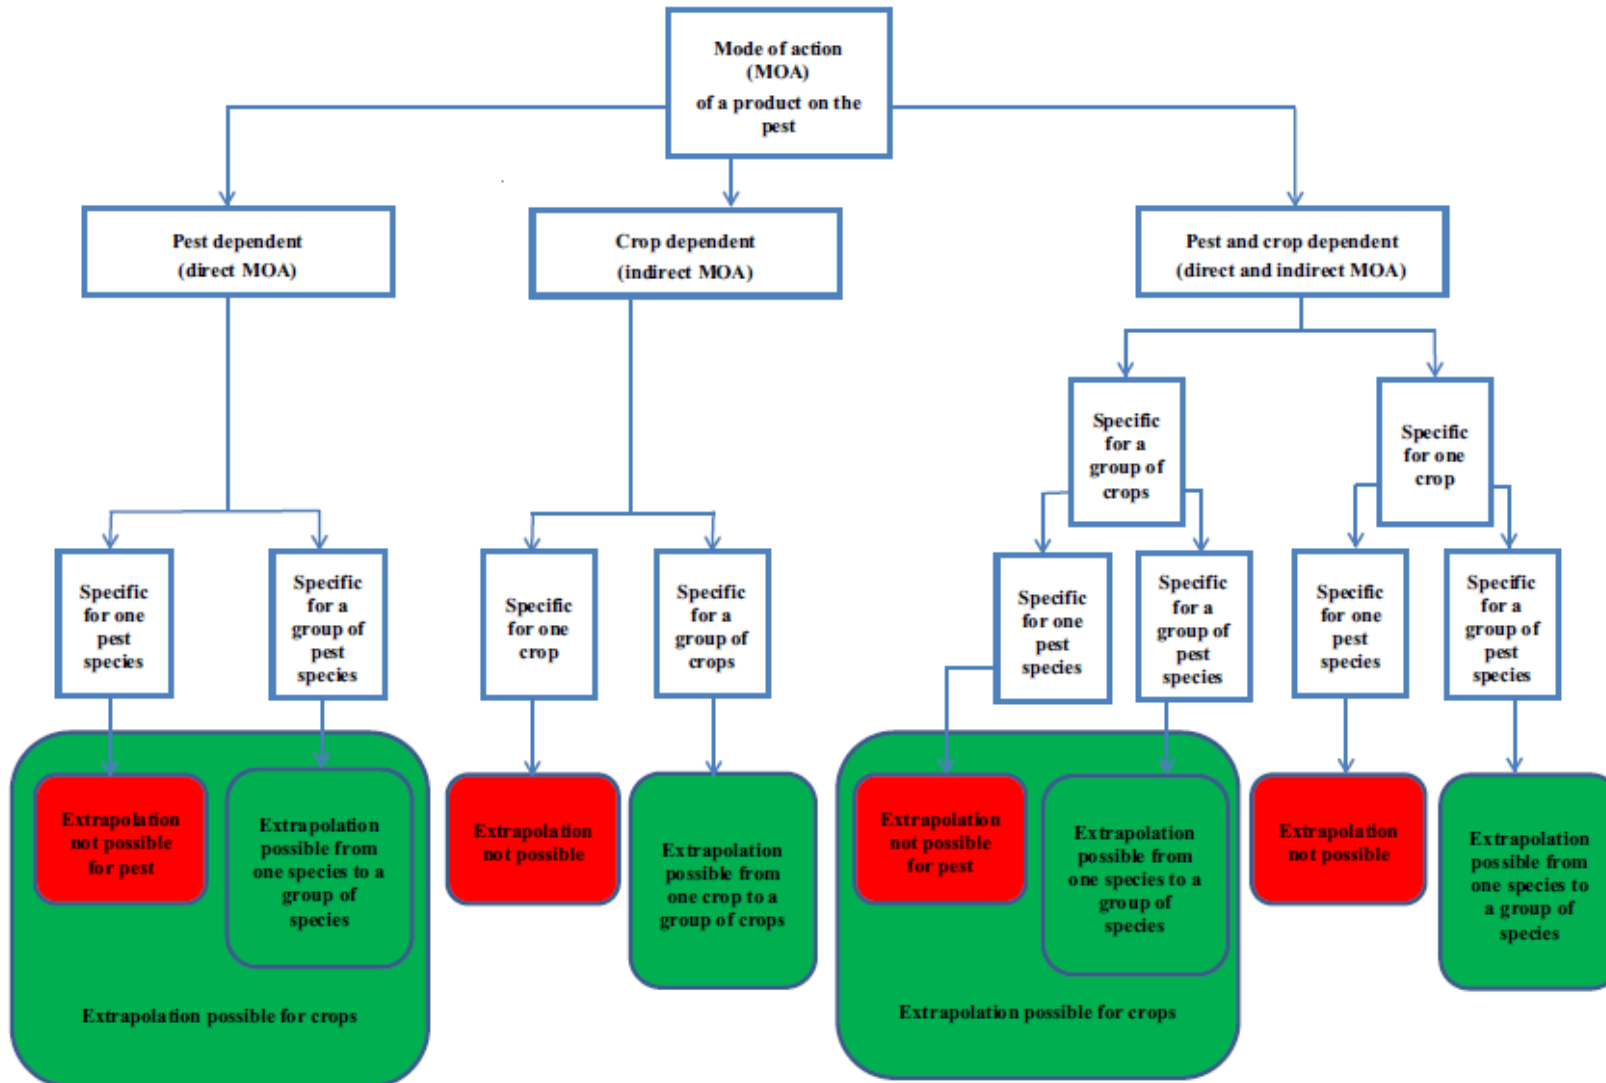 Mode of action
(MOA)
of a product on the
pest
Pest dependent
(direct MOA)
Crop dependent
(indirect MOA)
Pest and crop dependent
(direct and indirect MOA)
Specific
for a
group of
crops
Specific
for one
crop
Specific
for one
pest
species
Specific
for a
group of
pest
species
Specific
for one
crop
Specific
for a
group of
crops
Specific
for one
pest
species
Specific
for a
group of
pest
species
Specific
for one
pest
species
Specific
for a
group of
pest
species
Extrapolation
not possible
for pest
Extrapolation
possible from
one species to a
group of
species
Extrapolation
not possible
Extrapolation
possible from
one crop to a
group of crops
Extrapolation
not possible
for pest
Extrapolation
possible from
one species to a
group of
species
Extrapolation
not possible
Extrapolation
possible from
one species to
a group of
species
Extrapolation possible for crops
Extrapolation possible for crops